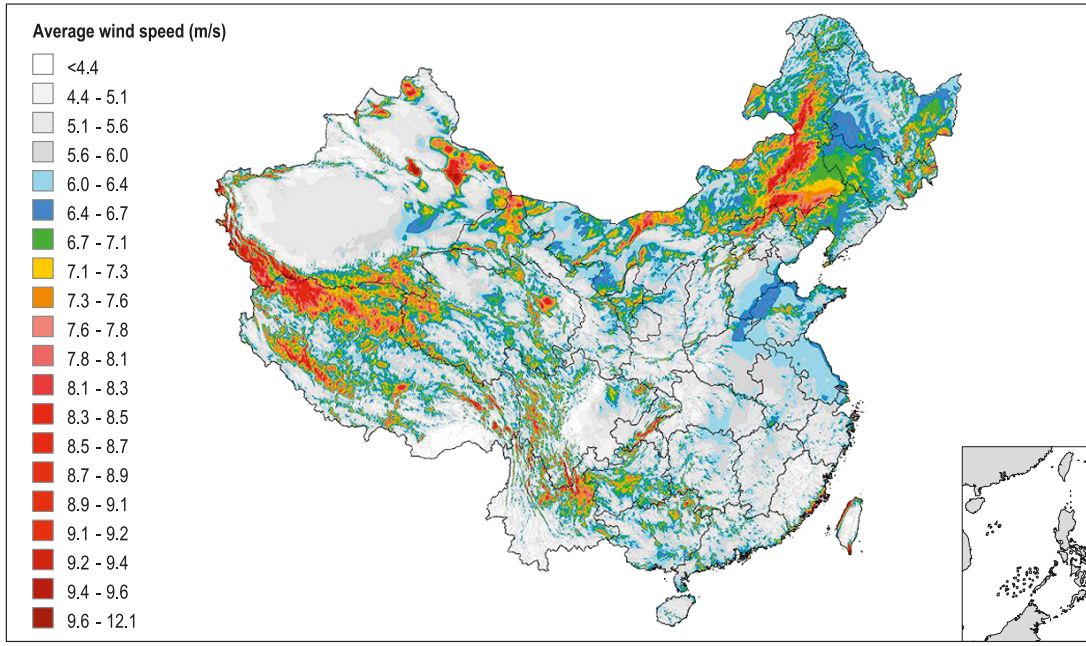 Average wind speed (m/s)
<4.4
4.4 - 5.1
5.1 - 5.6
5.6 - 6.0
6.0 - 6.4
6.4 - 6.7
6.7 - 7.1
7.1 - 7.3
7.3 - 7.6
7.6 - 7.8
7.8 - 8.1
8.1 - 8.3
8.3 - 8.5
8.5 - 8.7
8.7 - 8.9
8.9 - 9.1
9.1 - 9.2
9.2 - 9.4
9.4 - 9.6
9.6 - 12.1